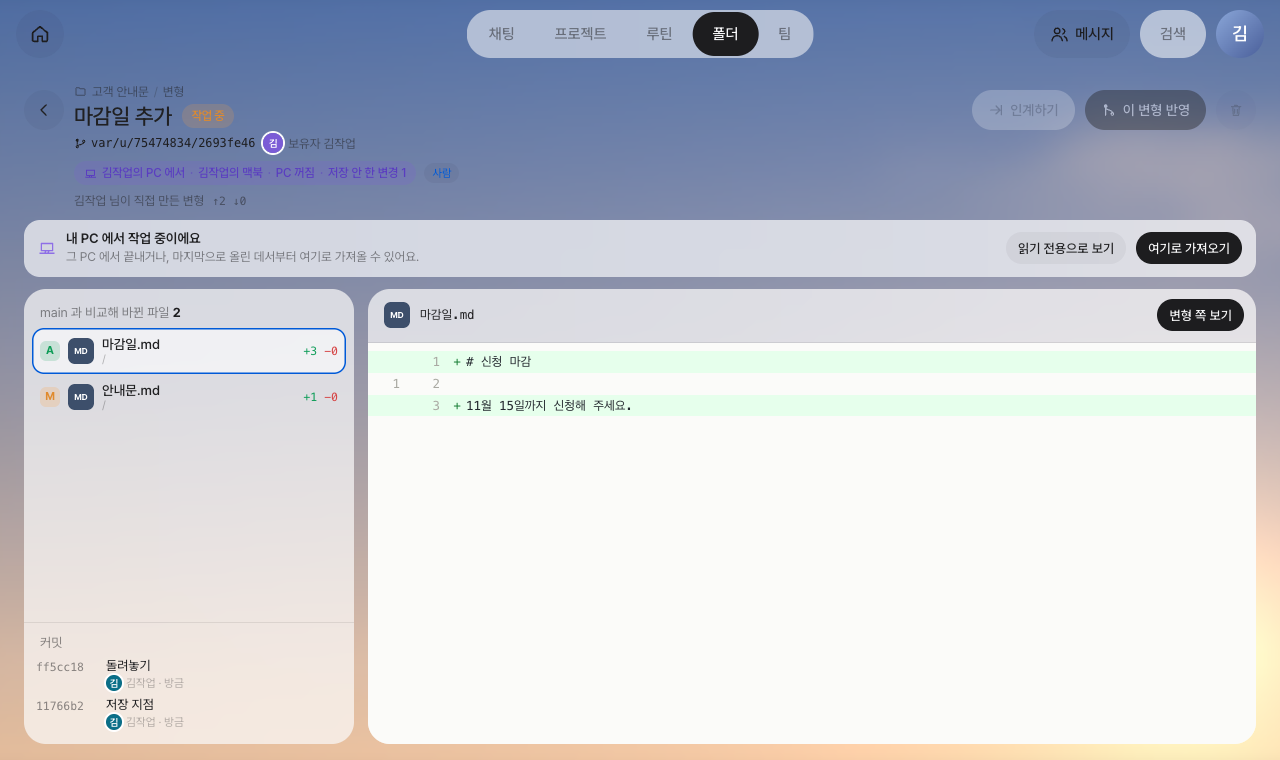 채팅 프로젝트 루틴 폴더 팀
메시지 검색 김
고객 안내문 / 변형
마감일 추가 작업 중
var/u/75474834/2693fe46 김 보유자 김작업
김작업의 PC 에서 · 김작업의 맥북 · PC 꺼짐 · 저장 안 한 변경 1 사람
김작업 님이 직접 만든 변형 ↑2 ↓0
인계하기 이 변형 반영
내 PC 에서 작업 중이에요
그 PC 에서 끝내거나, 마지막으로 올린 데서부터 여기로 가져올 수 있어요.
읽기 전용으로 보기 여기로 가져오기
main 과 비교해 바뀐 파일 2
A MD 마감일.md +3 −0
/
M MD 안내문.md +1 −0
/
커밋
ff5cc18 돌려놓기
김 김작업 · 방금
11766b2 저장 지점
김 김작업 · 방금
MD 마감일.md 변형 쪽 보기
1 + # 신청 마감
1 2
3 + 11월 15일까지 신청해 주세요.